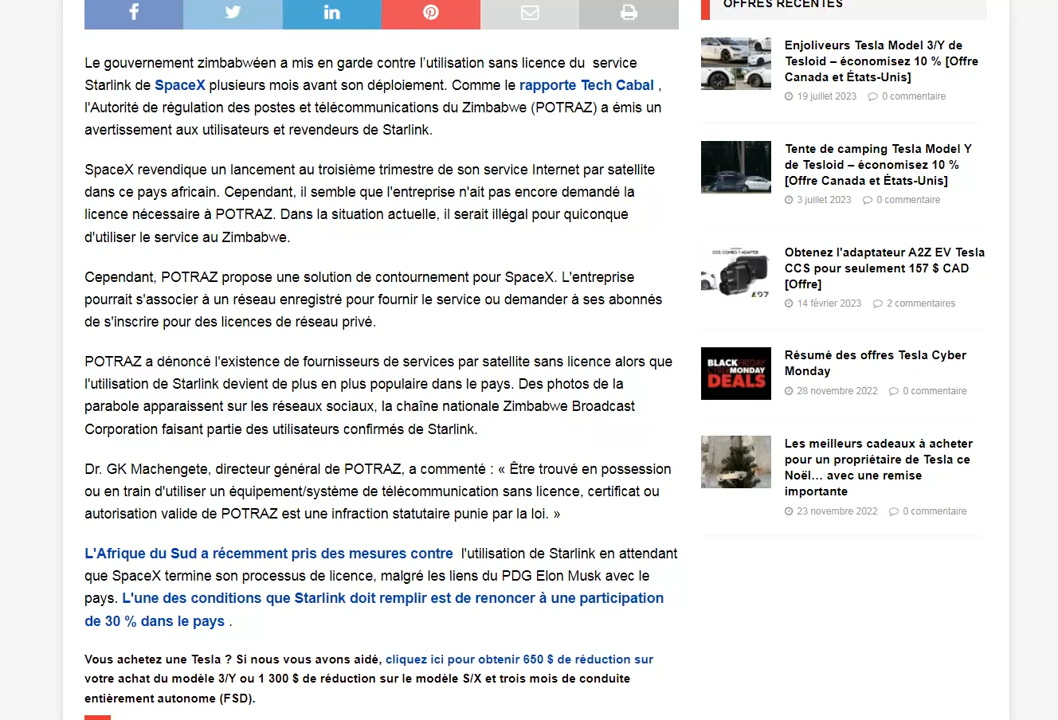 OFFRES RÉCENTES
Le gouvernement zimbabwéen a mis en garde contre l'utilisation sans licence du service
Starlink de SpaceX plusieurs mois avant son déploiement. Comme le rapporte Tech Cabal ,
l'Autorité de régulation des postes et télécommunications du Zimbabwe (POTRAZ) a émis un
avertissement aux utilisateurs et revendeurs de Starlink.
SpaceX revendique un lancement au troisième trimestre de son service Internet par satellite
dans ce pays africain. Cependant, il semble que l'entreprise n'ait pas encore demandé la
licence nécessaire à POTRAZ. Dans la situation actuelle, il serait illégal pour quiconque
d'utiliser le service au Zimbabwe.
Cependant, POTRAZ propose une solution de contournement pour SpaceX. L'entreprise
pourrait s'associer à un réseau enregistré pour fournir le service ou demander à ses abonnés
de s'inscrire pour des licences de réseau privé.
POTRAZ a dénoncé l'existence de fournisseurs de services par satellite sans licence alors que
l'utilisation de Starlink devient de plus en plus populaire dans le pays. Des photos de la
parabole apparaissent sur les réseaux sociaux, la chaîne nationale Zimbabwe Broadcast
Corporation faisant partie des utilisateurs confirmés de Starlink.
Dr. GK Machengete, directeur général de POTRAZ, a commenté : « Être trouvé en possession
ou en train d'utiliser un équipement/système de télécommunication sans licence, certificat ou
autorisation valide de POTRAZ est une infraction statutaire punie par la loi. »
L'Afrique du Sud a récemment pris des mesures contre l'utilisation de Starlink en attendant
que SpaceX termine son processus de licence, malgré les liens du PDG Elon Musk avec le
pays. L'une des conditions que Starlink doit remplir est de renoncer à une participation
de 30 % dans le pays .
Vous achetez une Tesla ? Si nous vous avons aidé, cliquez ici pour obtenir 650 $ de réduction sur
votre achat du modèle 3/Y ou 1 300 $ de réduction sur le modèle S/X et trois mois de conduite
entièrement autonome (FSD).
Enjoliveurs Tesla Model 3/Y de
Tesloid – économisez 10 % [Offre
Canada et États-Unis]
19 juillet 2023 0 commentaire
Tente de camping Tesla Model Y
de Tesloid – économisez 10 %
[Offre Canada et États-Unis]
3 juillet 2023 0 commentaire
Obtenez l'adaptateur A2Z EV Tesla
CCS pour seulement 157 $ CAD
[Offre]
14 février 2023 2 commentaires
BLACK FRIDAY
MONDAY
DEALS
Résumé des offres Tesla Cyber
Monday
28 novembre 2022 0 commentaire
Les meilleurs cadeaux à acheter
pour un propriétaire de Tesla ce
Noël… avec une remise
importante
23 novembre 2022 0 commentaire